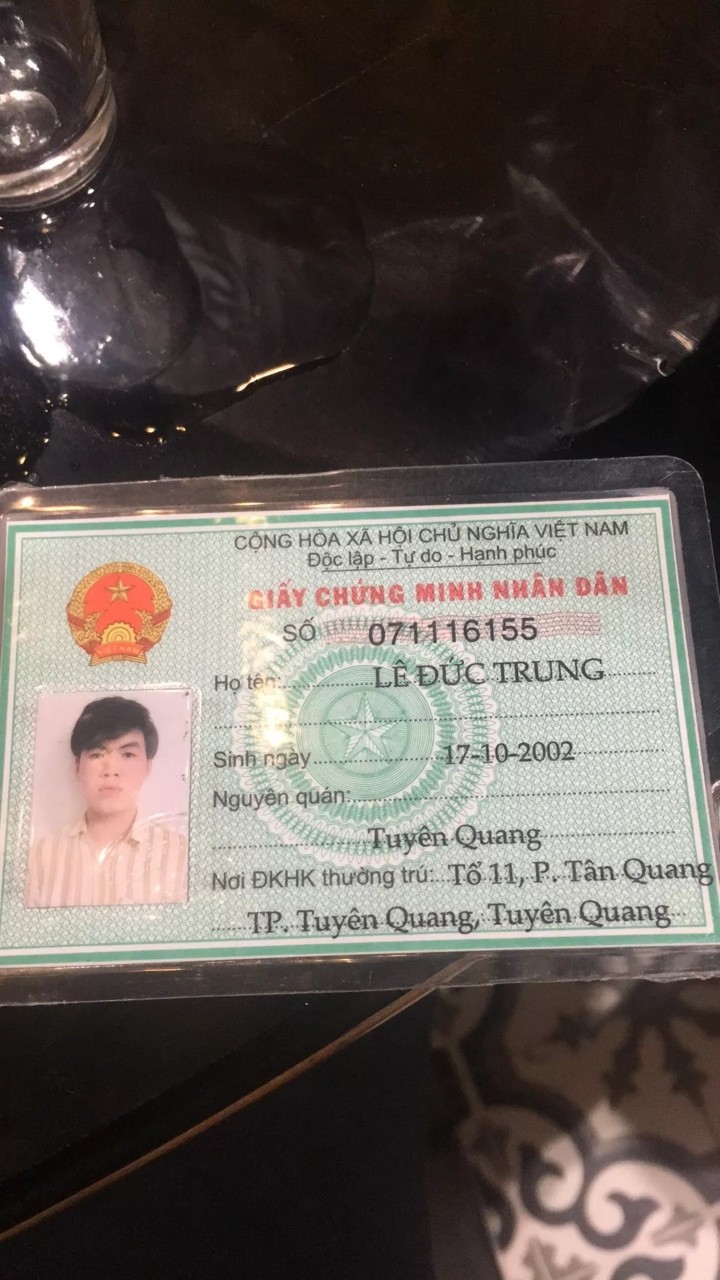 CỘNG HÒA XÃ HỘI CHỦ NGHĨA VIỆT NAM
Độc lập - Tự do - Hạnh phúc
GIẤY CHỨNG MINH NHÂN DÂN
SỐ 071116155
Họ tên: LÊ ĐỨC TRUNG
Sinh ngày 17-10-2002
Nguyên quán:
Tuyên Quang
Nơi ĐKHK thường trú: Tổ 11, P. Tân Quang
TP. Tuyên Quang, Tuyên Quang
VIỆT NAM